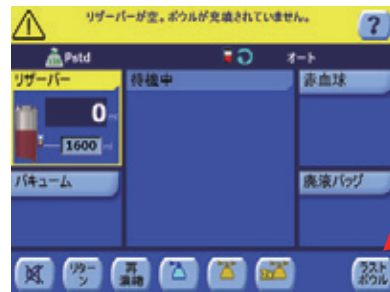 リザーバーが空。ボウルが充填されていません。
?
Pstd
オート
リザーバー
待機中
赤血球
0 ml
1600 ml
バキューム
廃液バッグ
リターン
再濃縮
ラストボウル